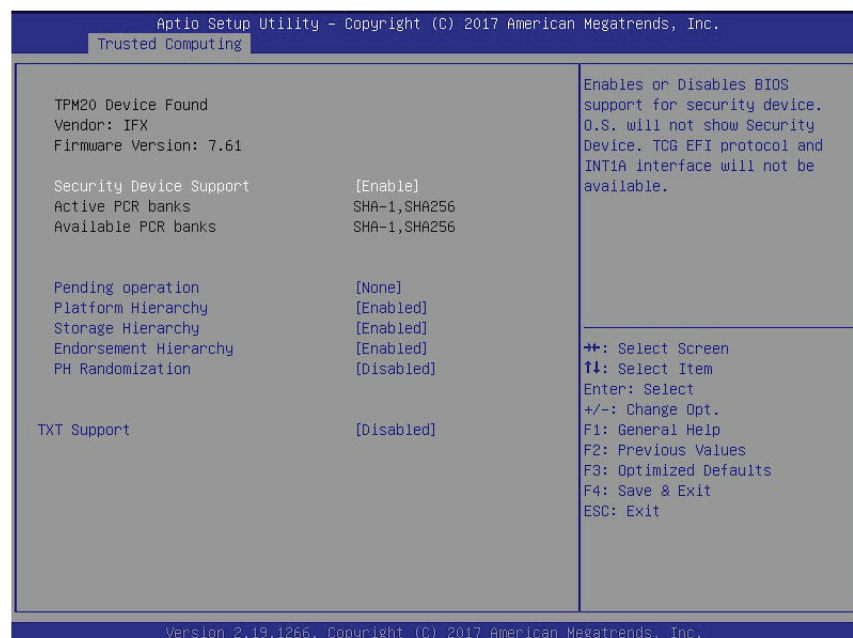 Aptio Setup Utility – Copyright (C) 2017 American Megatrends, Inc.
Trusted Computing
TPM20 Device Found
Vendor: IFX
Firmware Version: 7.61
Security Device Support [Enable]
Active PCR banks SHA-1,SHA256
Available PCR banks SHA-1,SHA256
Pending operation [None]
Platform Hierarchy [Enabled]
Storage Hierarchy [Enabled]
Endorsement Hierarchy [Enabled]
PH Randomization [Disabled]
TXT Support [Disabled]
Enables or Disables BIOS
support for security device.
O.S. will not show Security
Device. TCG EFI protocol and
INT1A interface will not be
available.
→←: Select Screen
↑↓: Select Item
Enter: Select
+/-: Change Opt.
F1: General Help
F2: Previous Values
F3: Optimized Defaults
F4: Save & Exit
ESC: Exit
Version 2.19.1266. Copyright (C) 2017 American Megatrends, Inc.